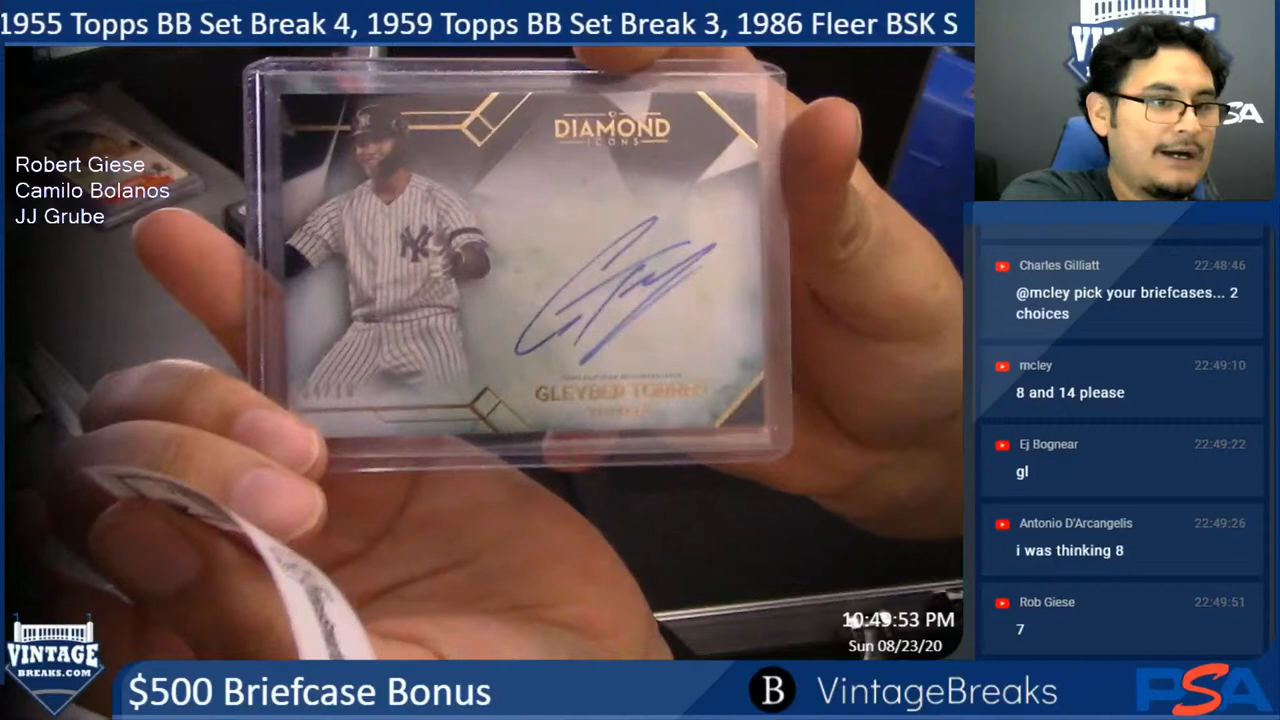 1955 Topps BB Set Break 4, 1959 Topps BB Set Break 3, 1986 Fleer BSK S
Robert Giese
Camilo Bolanos
JJ Grube
DIAMOND
ICONS
NY
GLEYBER TORRES
SA
Charles Gilliatt 22:48:46
@mcley pick your briefcases... 2
choices
mcley 22:49:10
8 and 14 please
Ej Bognear 22:49:22
gl
Antonio D'Arcangelis 22:49:26
i was thinking 8
Rob Giese 22:49:51
7
10:49:53 PM
Sun 08/23/20
VINTAGE
BREAKS.COM
$500 Briefcase Bonus
B VintageBreaks
PSA